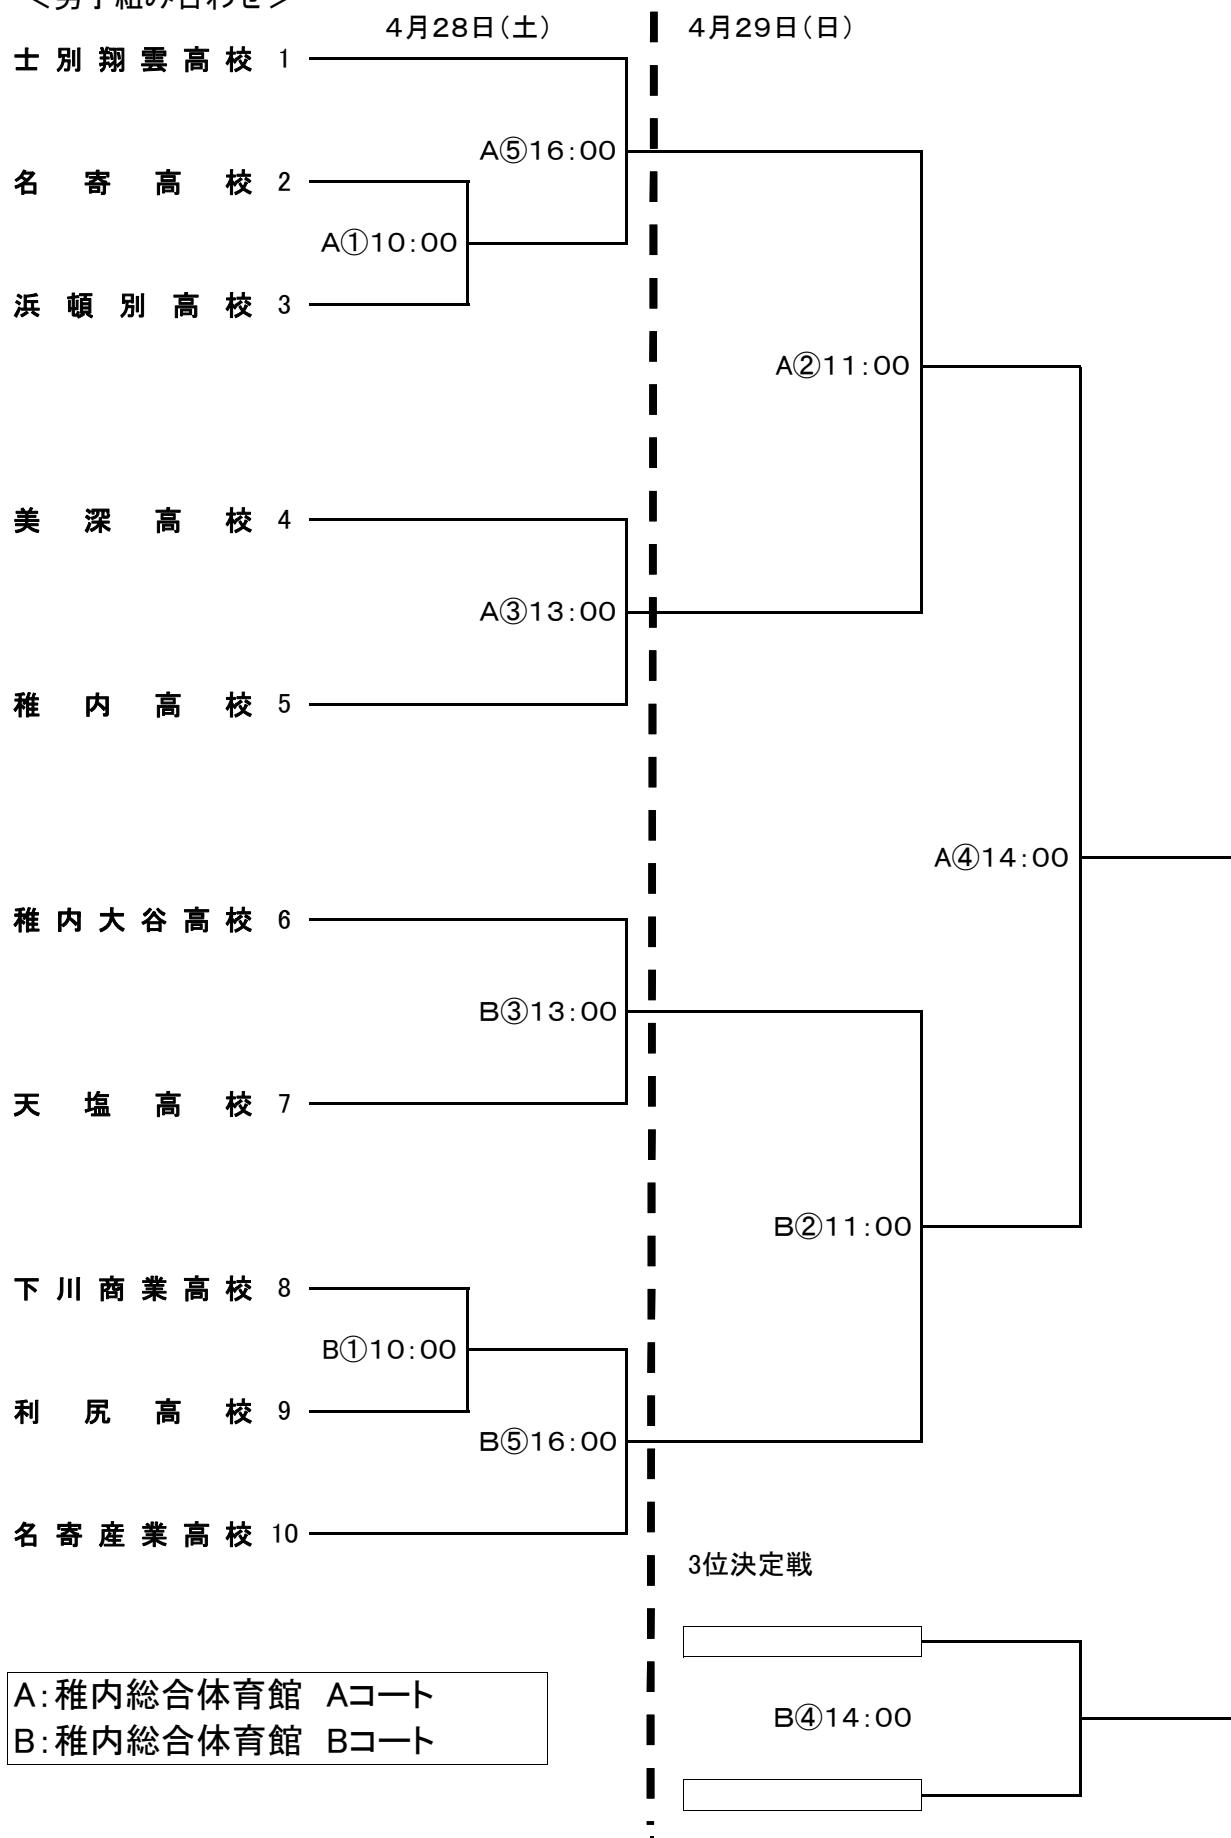 ＜男子組み合わせ＞
4月28日(土)
4月29日(日)
士別翔雲高校 1
A⑤16:00
名寄高校 2
A①10:00
浜頓別高校 3
A②11:00
美深高校 4
A③13:00
稚内高校 5
A④14:00
稚内大谷高校 6
B③13:00
天塩高校 7
B②11:00
下川商業高校 8
B①10:00
利尻高校 9
B⑤16:00
名寄産業高校 10
3位決定戦
A:稚内総合体育館 Aコート
B④14:00
B:稚内総合体育館 Bコート